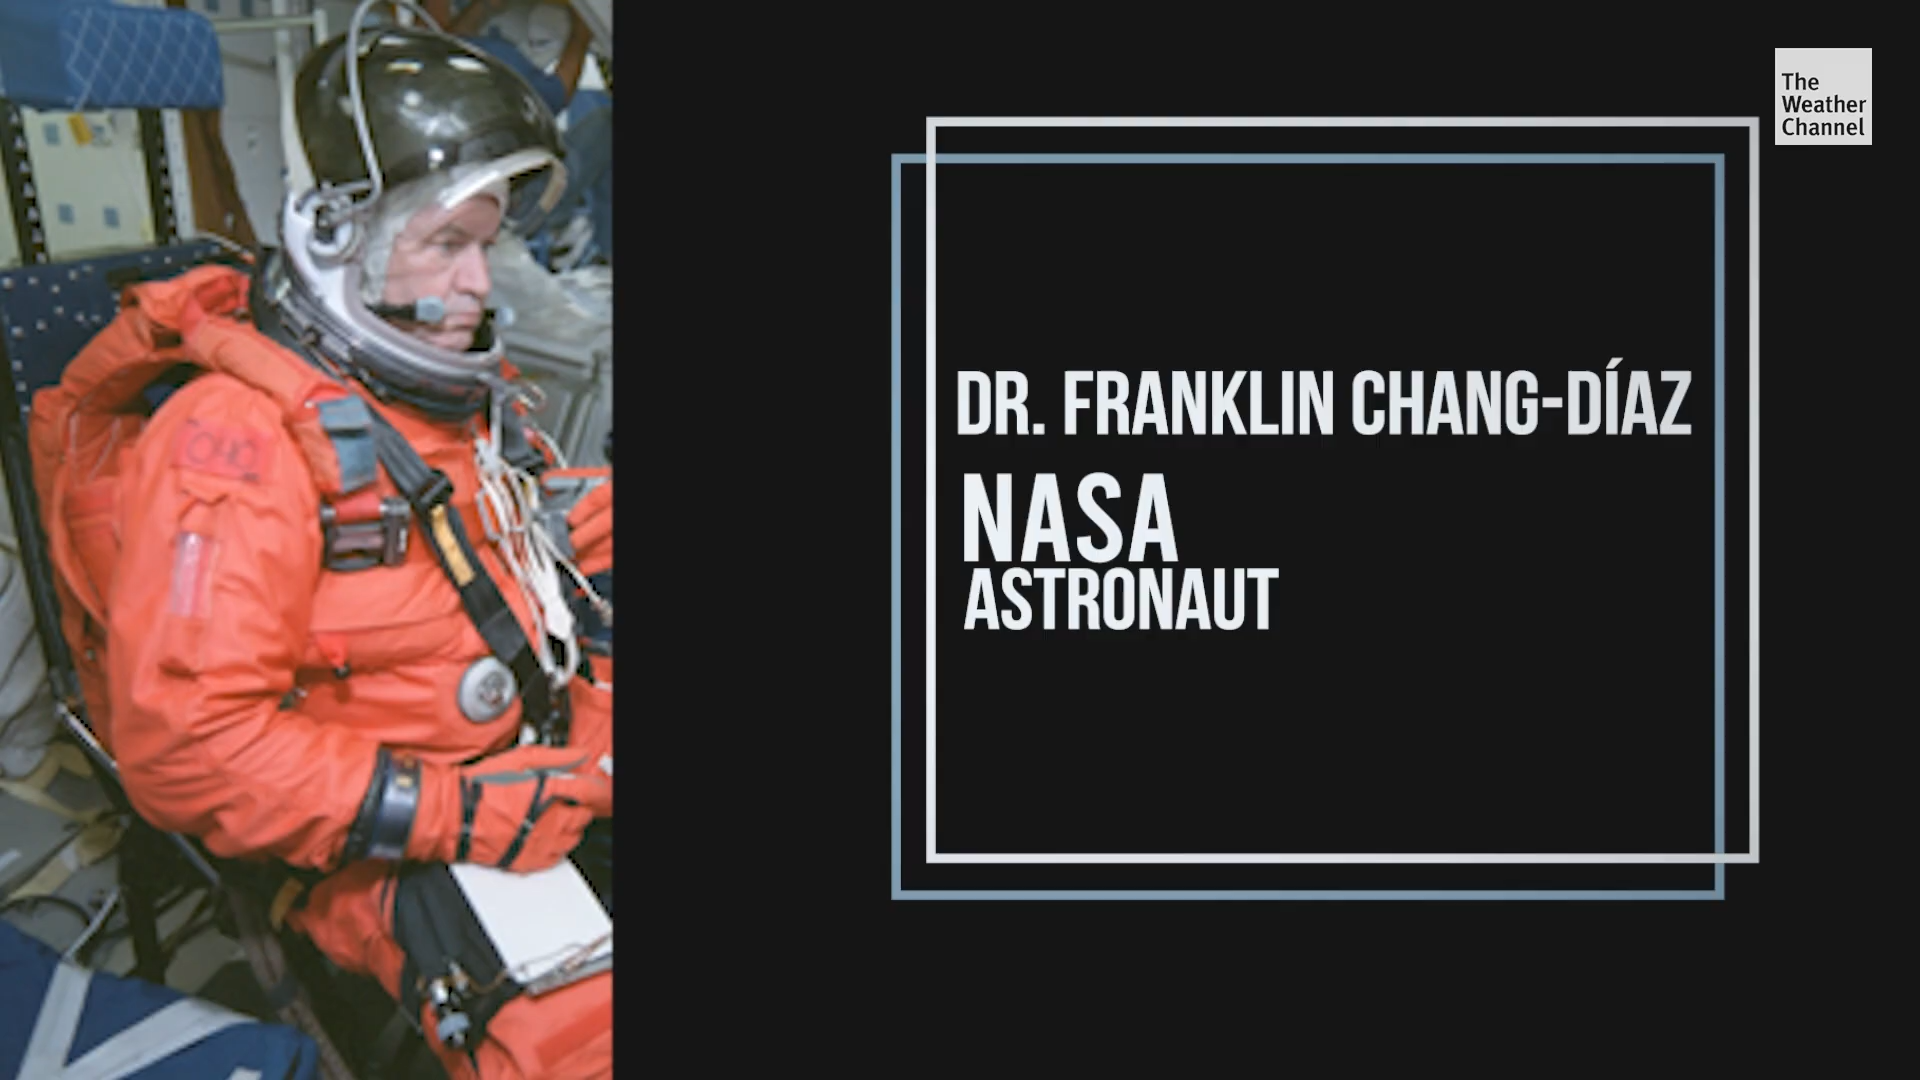 The
Weather
Channel
DR. FRANKLIN CHANG-DÍAZ
NASA
ASTRONAUT